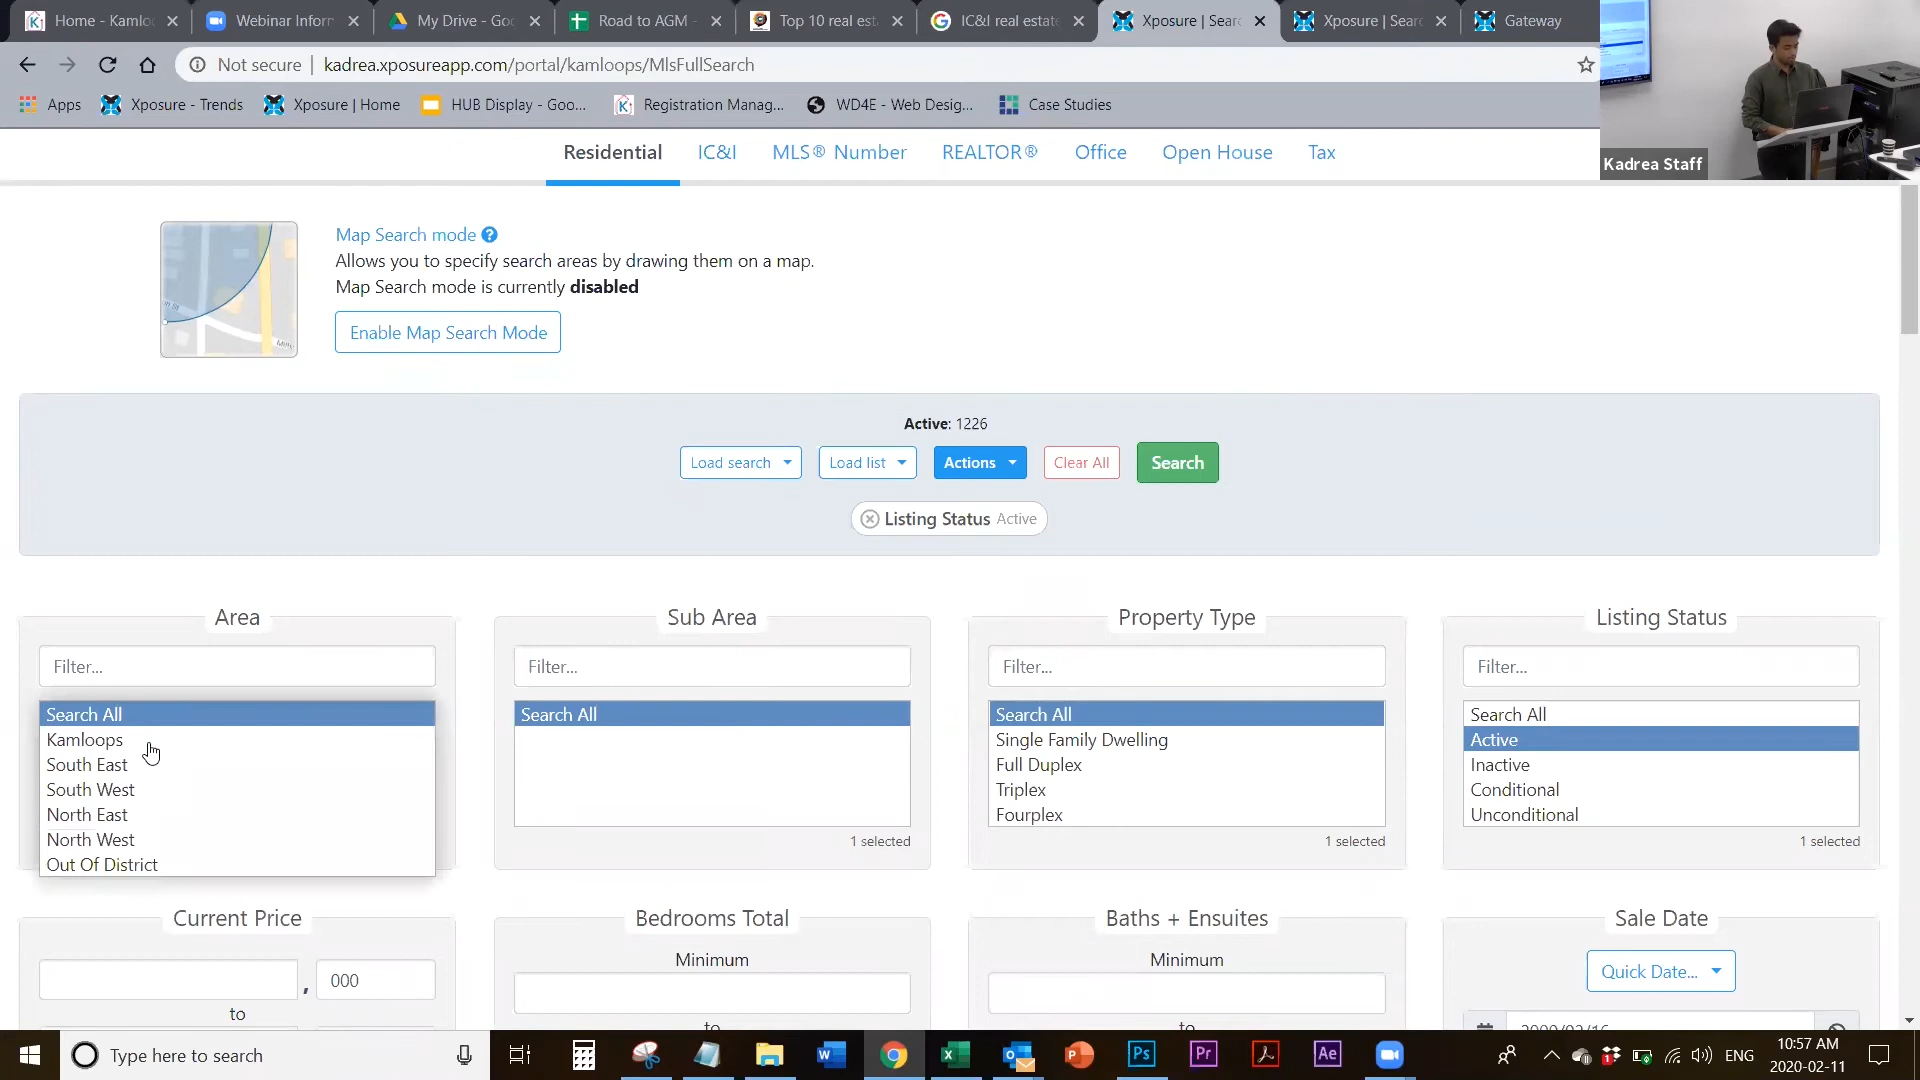 Home - Kamloo
Webinar Inform
My Drive - Goo
Road to AGM -
Top 10 real est
IC&I real estate
Xposure | Searc
Xposure | Searc
Gateway
Not secure
kadrea.xposureapp.com/portal/kamloops/MlsFullSearch
Apps
Xposure - Trends
Xposure | Home
HUB Display - Goo...
Registration Manag...
WD4E - Web Desig...
Case Studies
Kadrea Staff
Residential
IC&I
MLS® Number
REALTOR®
Office
Open House
Tax
Map Search mode ?
Allows you to specify search areas by drawing them on a map.
Map Search mode is currently disabled
Enable Map Search Mode
Active: 1226
Load search
Load list
Actions
Clear All
Search
Listing Status Active
Area
Filter...
Search All
Kamloops
South East
South West
North East
North West
Out Of District
Sub Area
Filter...
Search All
1 selected
Property Type
Filter...
Search All
Single Family Dwelling
Full Duplex
Triplex
Fourplex
1 selected
Listing Status
Filter...
Search All
Active
Inactive
Conditional
Unconditional
1 selected
Current Price
, 000
to
Bedrooms Total
Minimum
to
Baths + Ensuites
Minimum
to
Sale Date
Quick Date...
Type here to search
ENG
10:57 AM
2020-02-11